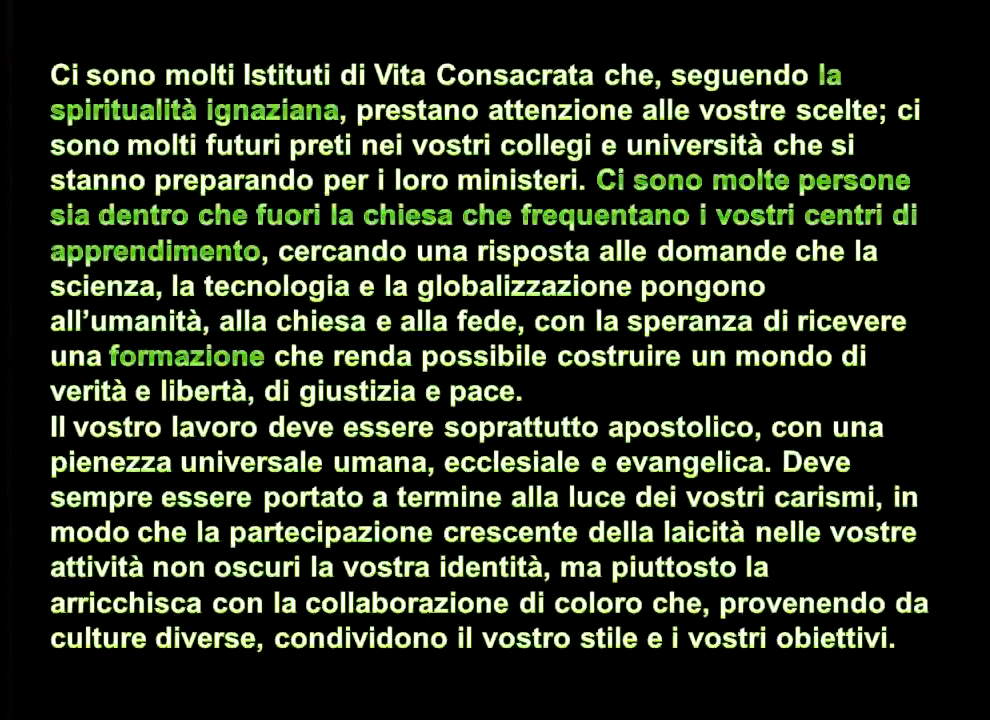 Ci sono molti Istituti di Vita Consacrata che, seguendo la
spiritualità ignaziana, prestano attenzione alle vostre scelte; ci
sono molti futuri preti nei vostri collegi e università che si
stanno preparando per i loro ministeri. Ci sono molte persone
sia dentro che fuori la chiesa che frequentano i vostri centri di
apprendimento, cercando una risposta alle domande che la
scienza, la tecnologia e la globalizzazione pongono
all’umanità, alla chiesa e alla fede, con la speranza di ricevere
una formazione che renda possibile costruire un mondo di
verità e libertà, di giustizia e pace.
Il vostro lavoro deve essere soprattutto apostolico, con una
pienezza universale umana, ecclesiale e evangelica. Deve
sempre essere portato a termine alla luce dei vostri carismi, in
modo che la partecipazione crescente della laicità nelle vostre
attività non oscuri la vostra identità, ma piuttosto la
arricchisca con la collaborazione di coloro che, provenendo da
culture diverse, condividono il vostro stile e i vostri obiettivi.